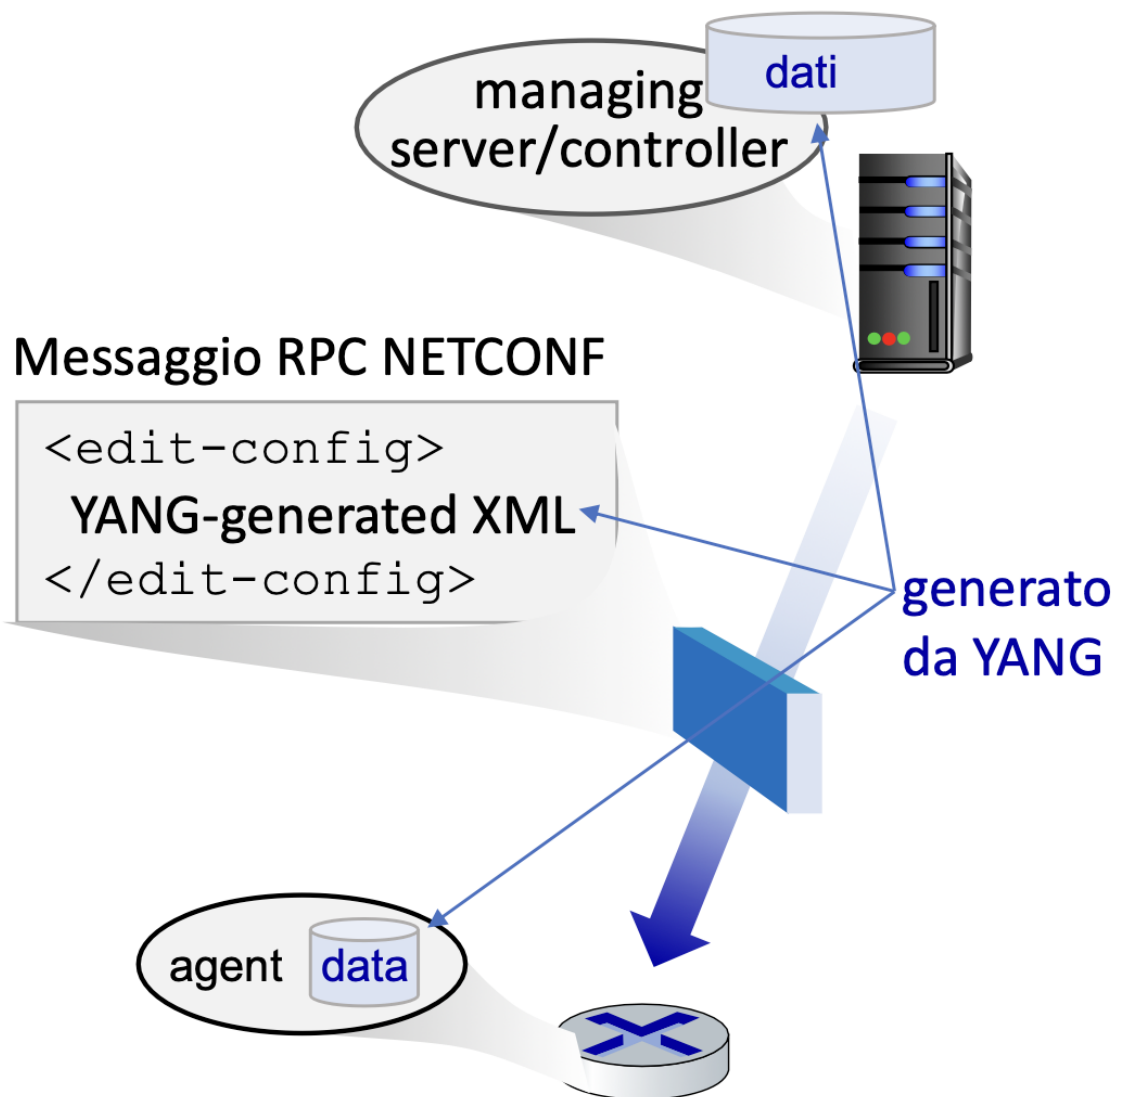 dati
managing
server/controller
Messaggio RPC NETCONF
<edit-config>
YANG-generated XML
</edit-config>
generato
da YANG
agent data